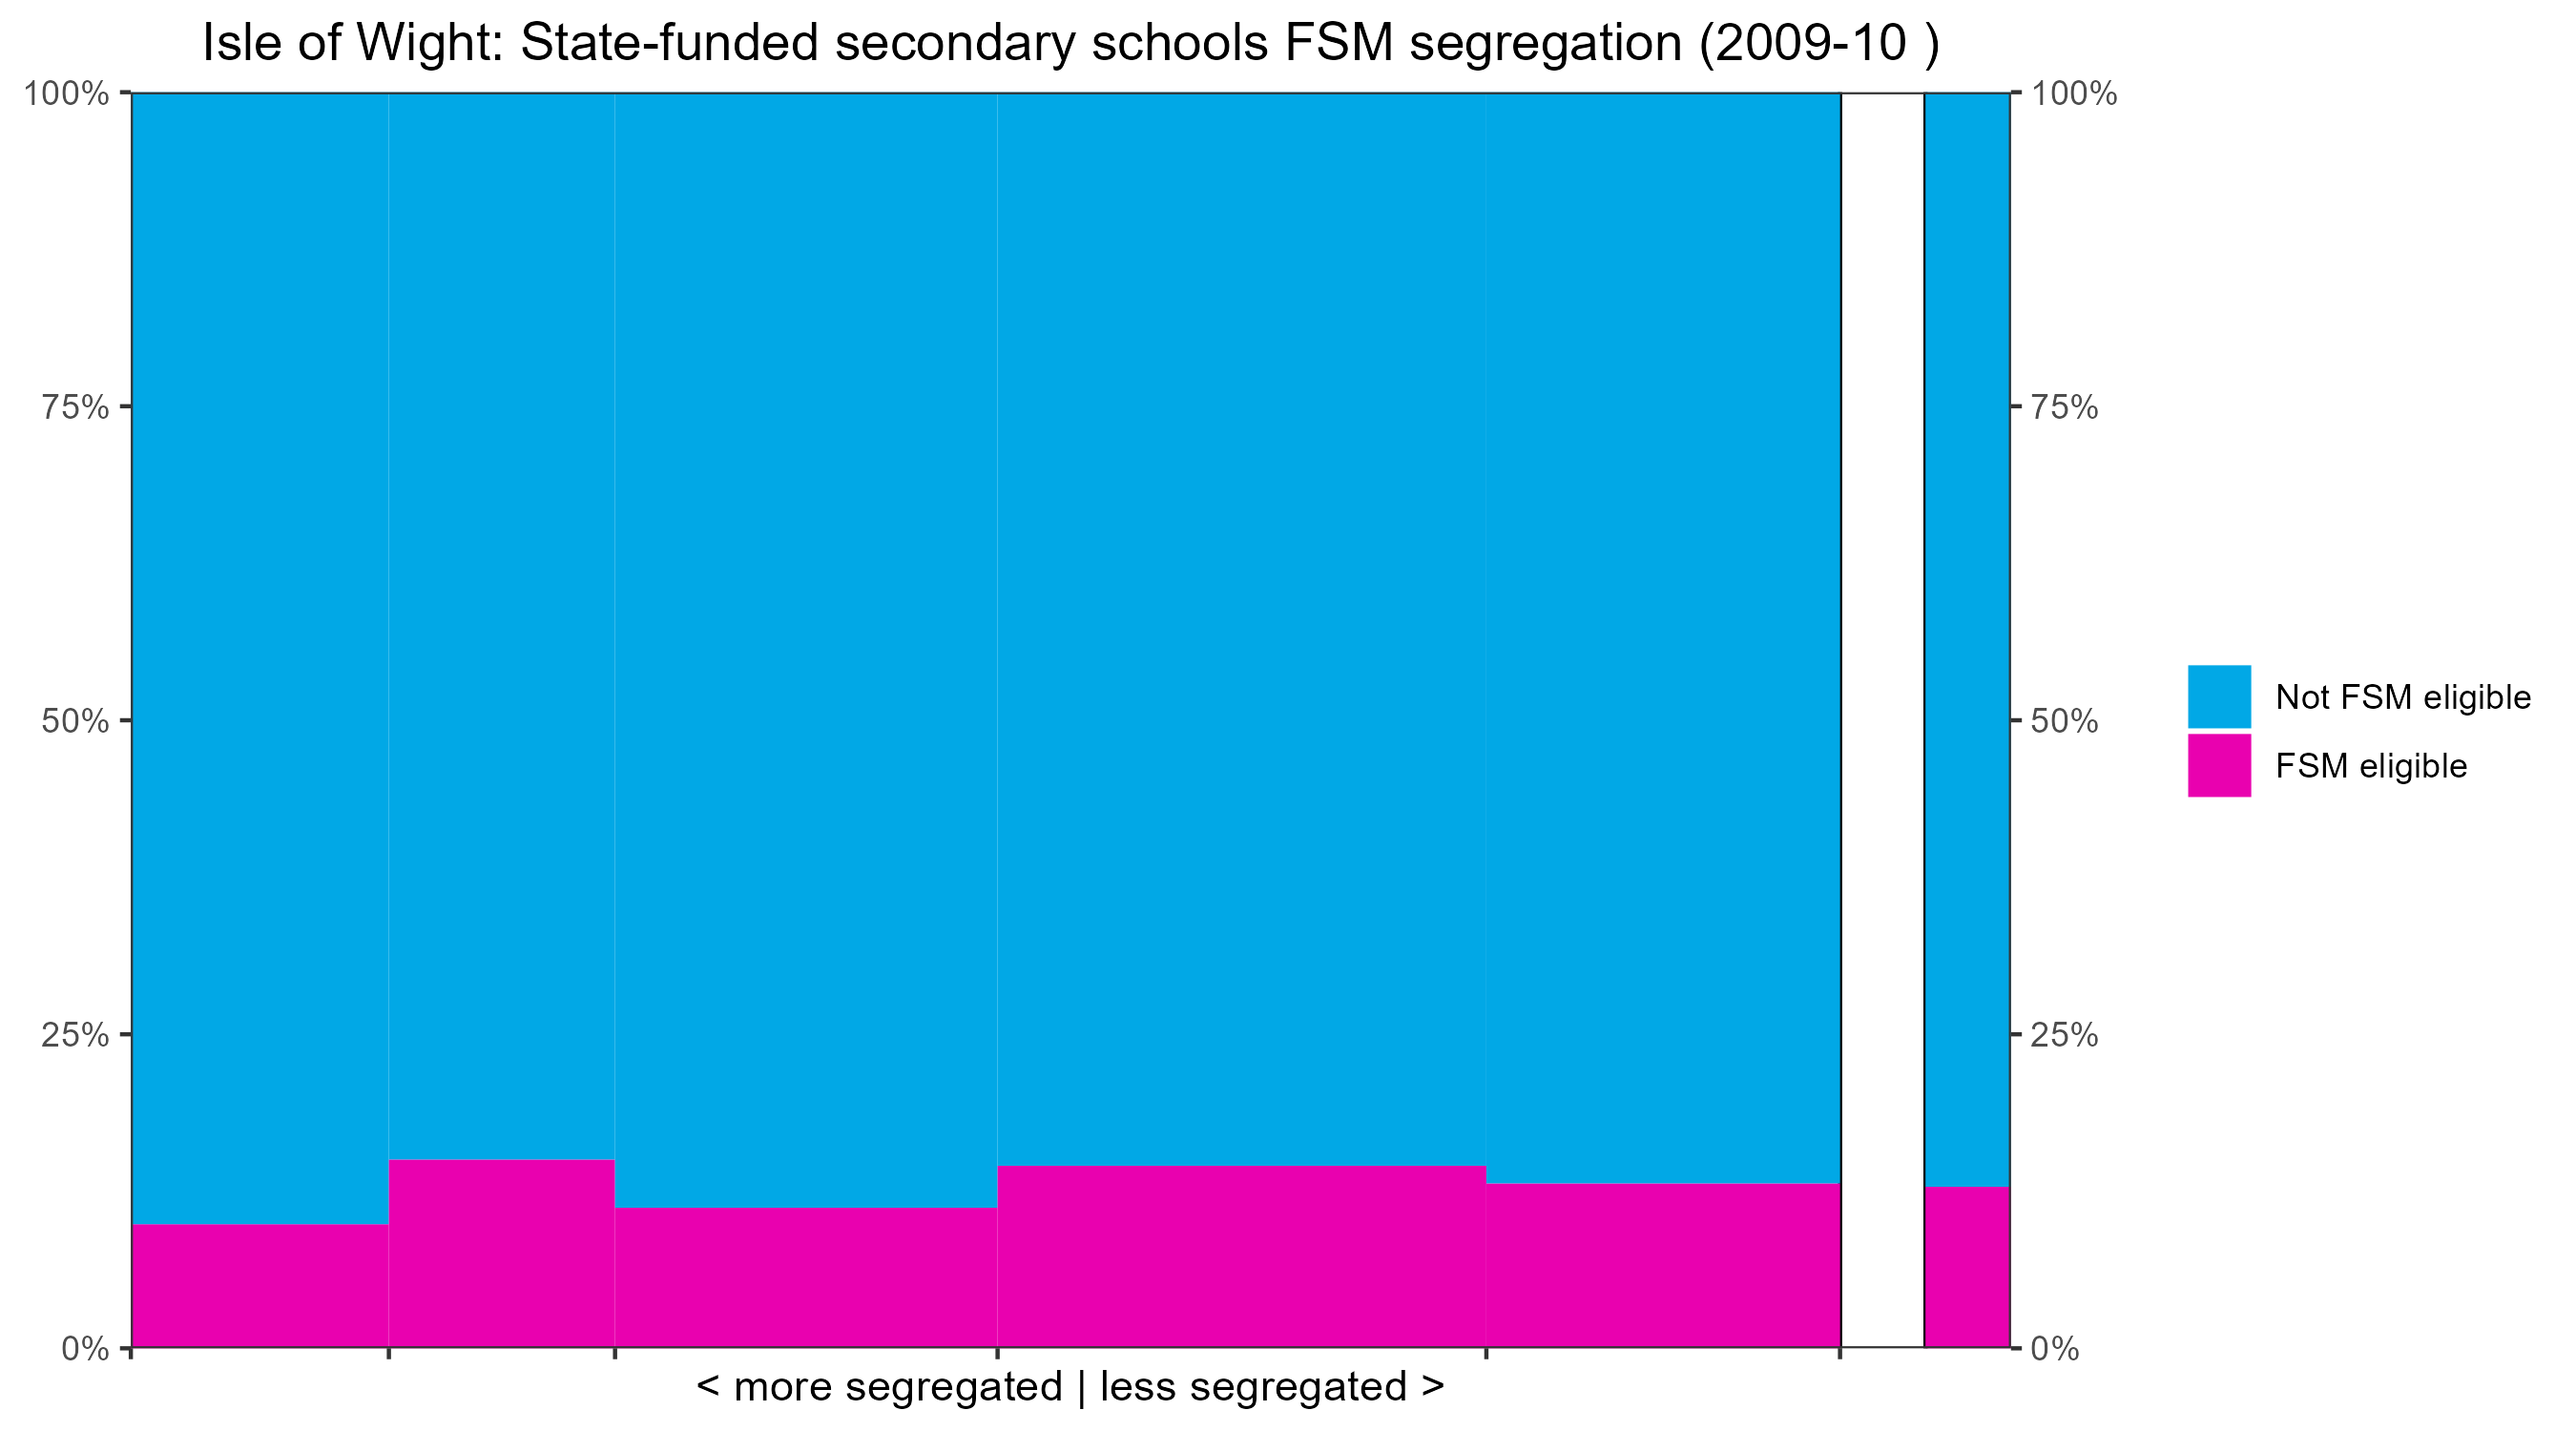 Isle of Wight: State-funded secondary schools FSM segregation (2009-10 )
100%
75%
50%
25%
0%
100%
75%
50%
25%
0%
Not FSM eligible
FSM eligible
< more segregated | less segregated >